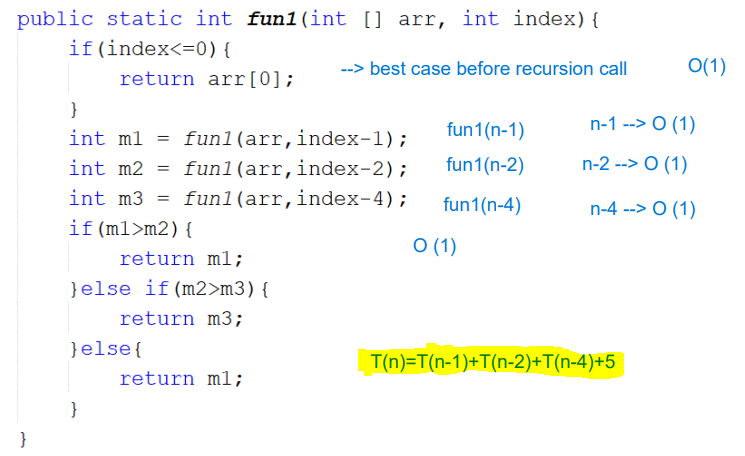 public static int fun1(int [] arr, int index){
if(index<=0){
return arr[0]; --> best case before recursion call O(1)
}
int m1 = fun1(arr,index-1); fun1(n-1) n-1 --> O (1)
int m2 = fun1(arr,index-2); fun1(n-2) n-2 --> O (1)
int m3 = fun1(arr,index-4); fun1(n-4) n-4 --> O (1)
if(m1>m2){
return m1; O (1)
}else if(m2>m3){
return m3;
}else{ T(n)=T(n-1)+T(n-2)+T(n-4)+5
return m1;
}
}